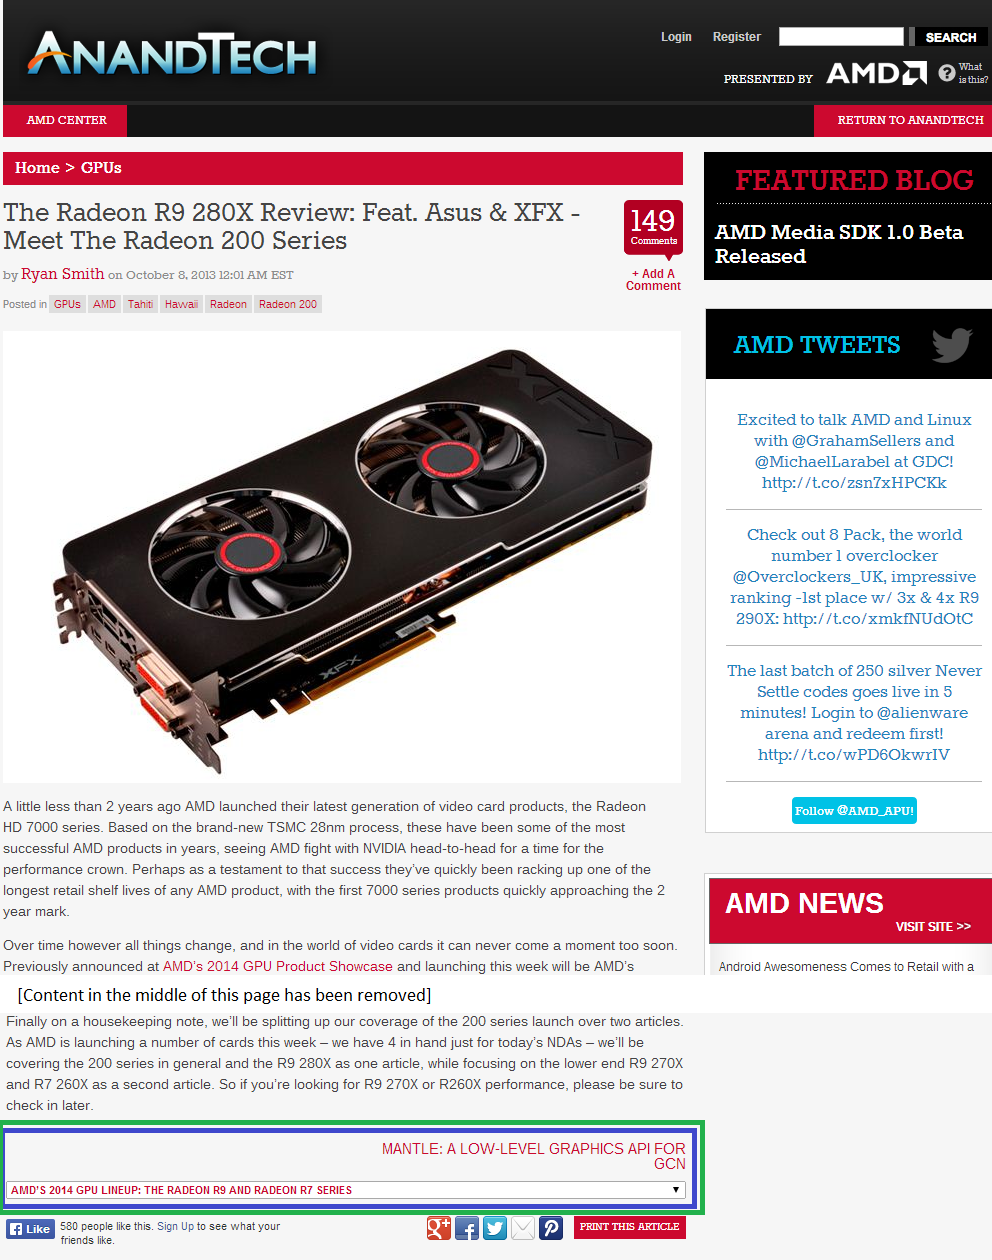 ANANDTECH
Login Register SEARCH
PRESENTED BY AMD What
is this?
AMD CENTER RETURN TO ANANDTECH
Home > GPUs
The Radeon R9 280X Review: Feat. Asus & XFX -
Meet The Radeon 200 Series
by Ryan Smith on October 8, 2013 12:01 AM EST
Posted in GPUs AMD Tahiti Hawaii Radeon Radeon 200
149
Comments
+ Add A
Comment
XFX
A little less than 2 years ago AMD launched their latest generation of video card products, the Radeon
HD 7000 series. Based on the brand-new TSMC 28nm process, these have been some of the most
successful AMD products in years, seeing AMD fight with NVIDIA head-to-head for a time for the
performance crown. Perhaps as a testament to that success they've quickly been racking up one of the
longest retail shelf lives of any AMD product, with the first 7000 series products quickly approaching the 2
year mark.
Over time however all things change, and in the world of video cards it can never come a moment too soon.
Previously announced at AMD's 2014 GPU Product Showcase and launching this week will be AMD's
[Content in the middle of this page has been removed]
Finally on a housekeeping note, we'll be splitting up our coverage of the 200 series launch over two articles.
As AMD is launching a number of cards this week – we have 4 in hand just for today's NDAs – we'll be
covering the 200 series in general and the R9 280X as one article, while focusing on the lower end R9 270X
and R7 260X as a second article. So if you're looking for R9 270X or R260X performance, please be sure to
check in later.
MANTLE: A LOW-LEVEL GRAPHICS API FOR
GCN
AMD'S 2014 GPU LINEUP: THE RADEON R9 AND RADEON R7 SERIES
Like 580 people like this. Sign Up to see what your
friends like.
PRINT THIS ARTICLE
FEATURED BLOG
AMD Media SDK 1.0 Beta
Released
AMD TWEETS
Excited to talk AMD and Linux
with @GrahamSellers and
@MichaelLarabel at GDC!
http://t.co/zsn7xHPCKk
Check out 8 Pack, the world
number 1 overclocker
@Overclockers_UK, impressive
ranking -1st place w/ 3x & 4x R9
290X: http://t.co/xmkfNUdOtC
The last batch of 250 silver Never
Settle codes goes live in 5
minutes! Login to @alienware
arena and redeem first!
http://t.co/wPD6OkwrIV
Follow @AMD_APU!
AMD NEWS
VISIT SITE >>
Android Awesomeness Comes to Retail with a